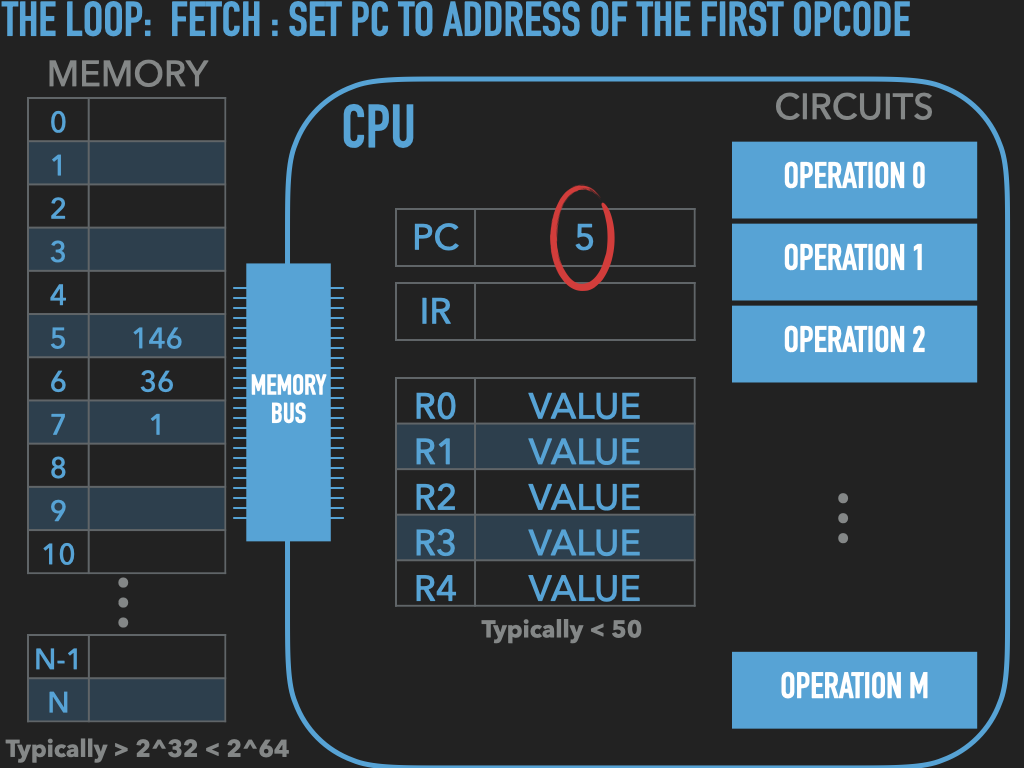 THE LOOP: FETCH : SET PC TO ADDRESS OF THE FIRST OPCODE
MEMORY
0
1
2
3
4
5 146
6 36
7 1
8
9
10
N-1
N
Typically > 2^32 < 2^64
MEMORY
BUS
CPU
PC 5
IR
R0 VALUE
R1 VALUE
R2 VALUE
R3 VALUE
R4 VALUE
Typically < 50
CIRCUITS
OPERATION 0
OPERATION 1
OPERATION 2
OPERATION M